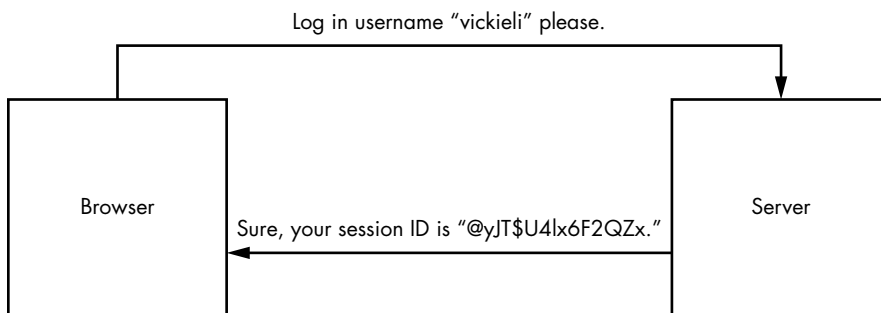 Log in username “vickieli” please.
Browser
Server
Sure, your session ID is “@yJT$U4lx6F2QZx.”